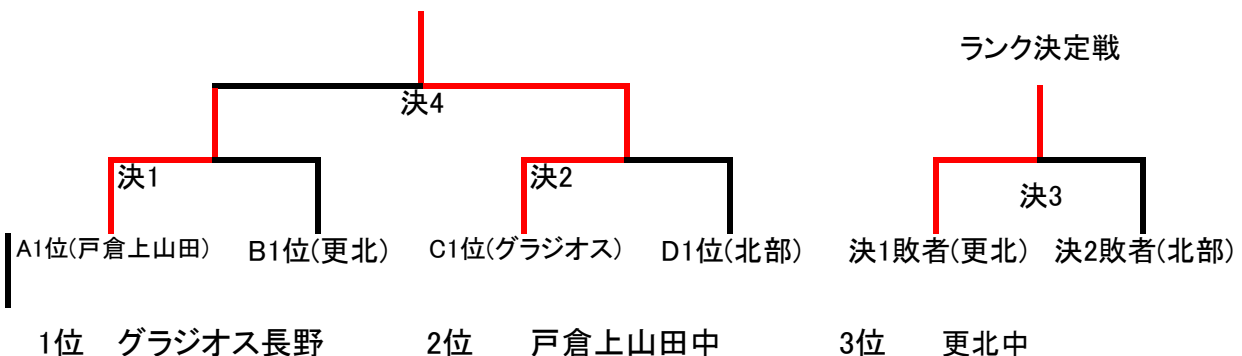 ランク決定戦
決4
決1
決2
決3
A1位(戸倉上山田)
B1位(更北)
C1位(グラジオス)
D1位(北部)
決1敗者(更北)
決2敗者(北部)
1位 グラジオス長野 2位 戸倉上山田中 3位 更北中